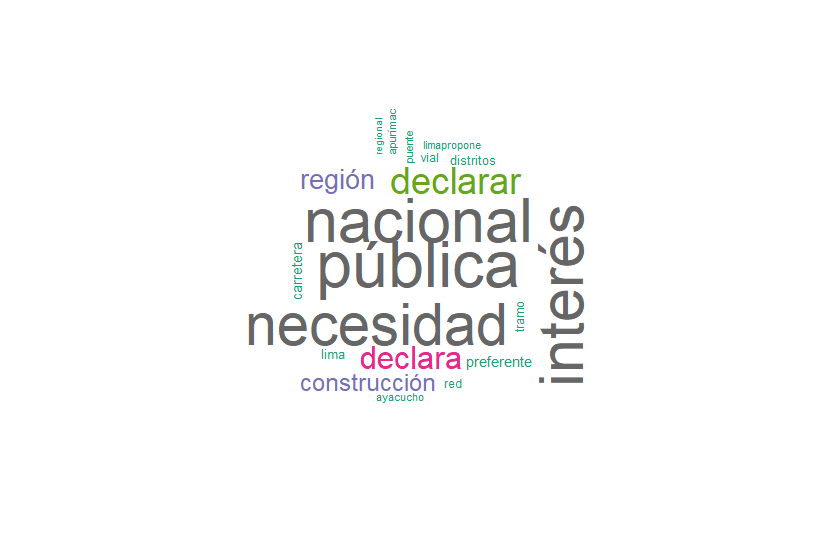 regional
apurímac
puente
limapropone
vial
distritos
región
declarar
nacional
interés
pública
carretera
necesidad
tramo
lima
declara
preferente
construcción
red
ayacucho